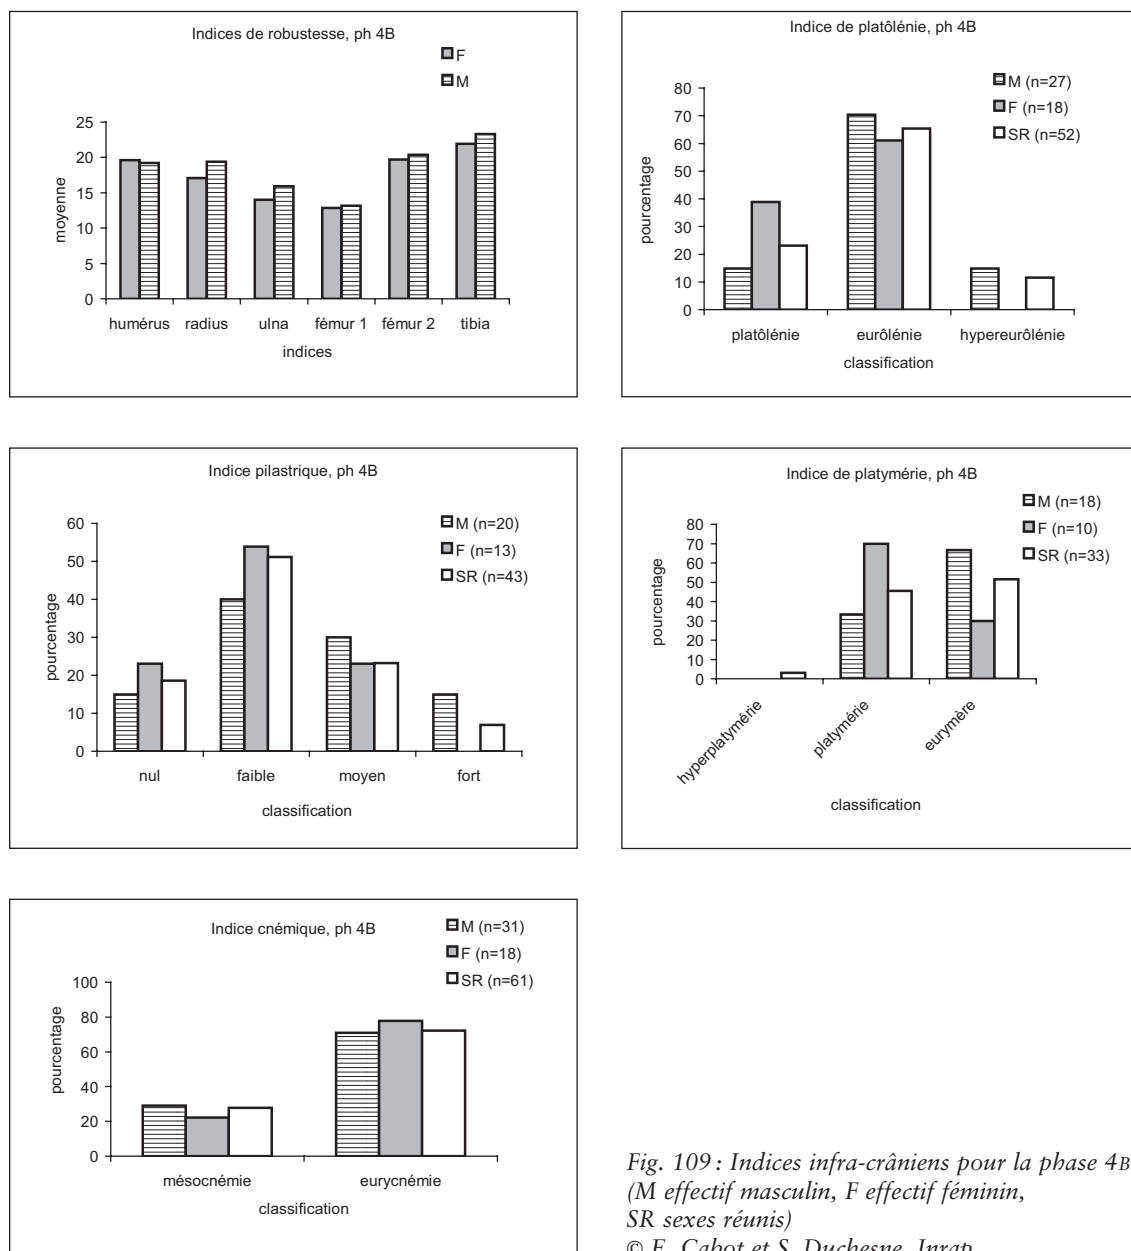 Indices de robustesse, ph 4B
F
M
25
20
15
10
5
0
moyenne
humérus radius ulna fémur 1 fémur 2 tibia
indices
Indice de platôlénie, ph 4B
M (n=27)
F (n=18)
SR (n=52)
80
70
60
50
40
30
20
10
0
pourcentage
platôlénie eurôlénie hypereurôlénie
classification
Indice pilastrique, ph 4B
M (n=20)
F (n=13)
SR (n=43)
60
50
40
30
20
10
0
pourcentage
nul faible moyen fort
classification
Indice de platymérie, ph 4B
M (n=18)
F (n=10)
SR (n=33)
80
70
60
50
40
30
20
10
0
pourcentage
hyperplatymérie platymérie eurymère
classification
Indice cnémique, ph 4B
M (n=31)
F (n=18)
SR (n=61)
100
80
60
40
20
0
pourcentage
mésocnémie eurycnémie
classification
Fig. 109 : Indices infra-crâniens pour la phase 4B
(M effectif masculin, F effectif féminin,
SR sexes réunis)
© E. Cabot et S. Duchesne, Inrap